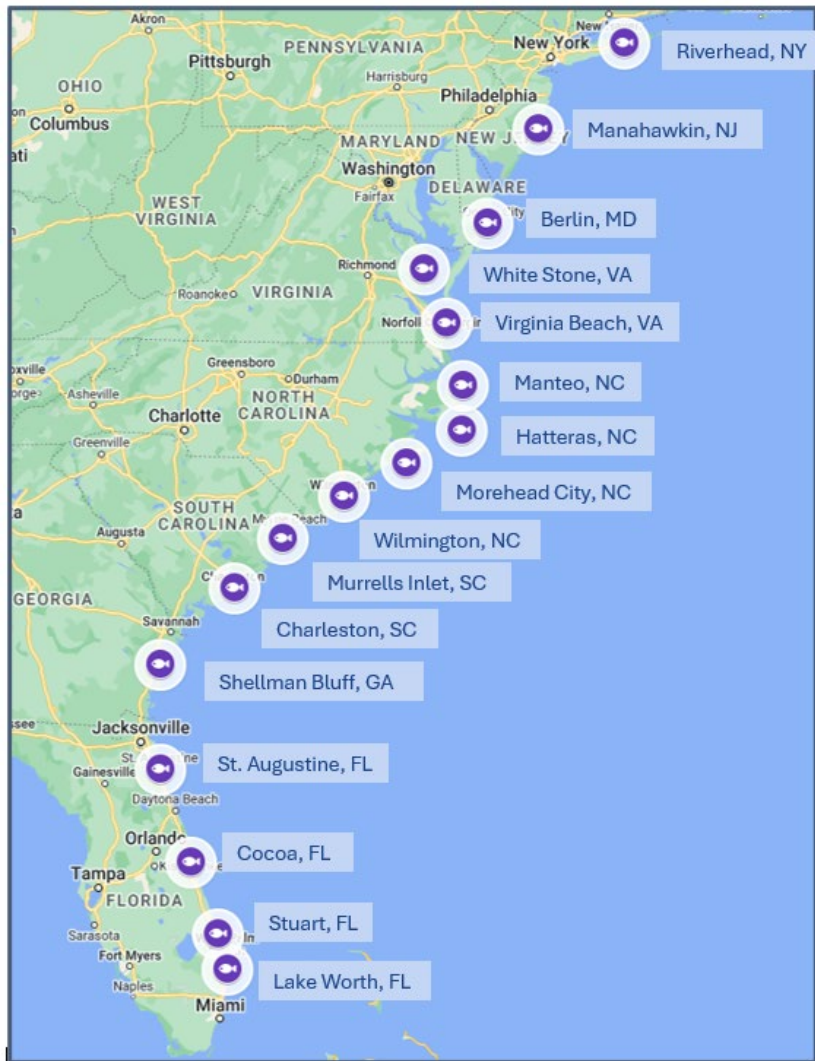 Akron
New York
Riverhead, NY
Pittsburgh
PENNSYLVANIA
OHIO
Harrisburg
Columbus
Philadelphia
MARYLAND
NEW
Manahawkin, NJ
Washington
Fairfax
DELAWARE
WEST
VIRGINIA
Berlin, MD
Richmond
White Stone, VA
Roanoke
VIRGINIA
Virginia Beach, VA
Greensboro
Durham
Manteo, NC
Asheville
NORTH
CAROLINA
Charlotte
Hatteras, NC
Greenville
Morehead City, NC
SOUTH
CAROLINA
Wilmington, NC
Augusta
Murrells Inlet, SC
GEORGIA
Savannah
Charleston, SC
Shellman Bluff, GA
Jacksonville
St. Augustine, FL
Gainesville
Daytona Beach
Orlando
Cocoa, FL
Tampa
FLORIDA
Stuart, FL
Sarasota
Fort Myers
Lake Worth, FL
Naples
Miami